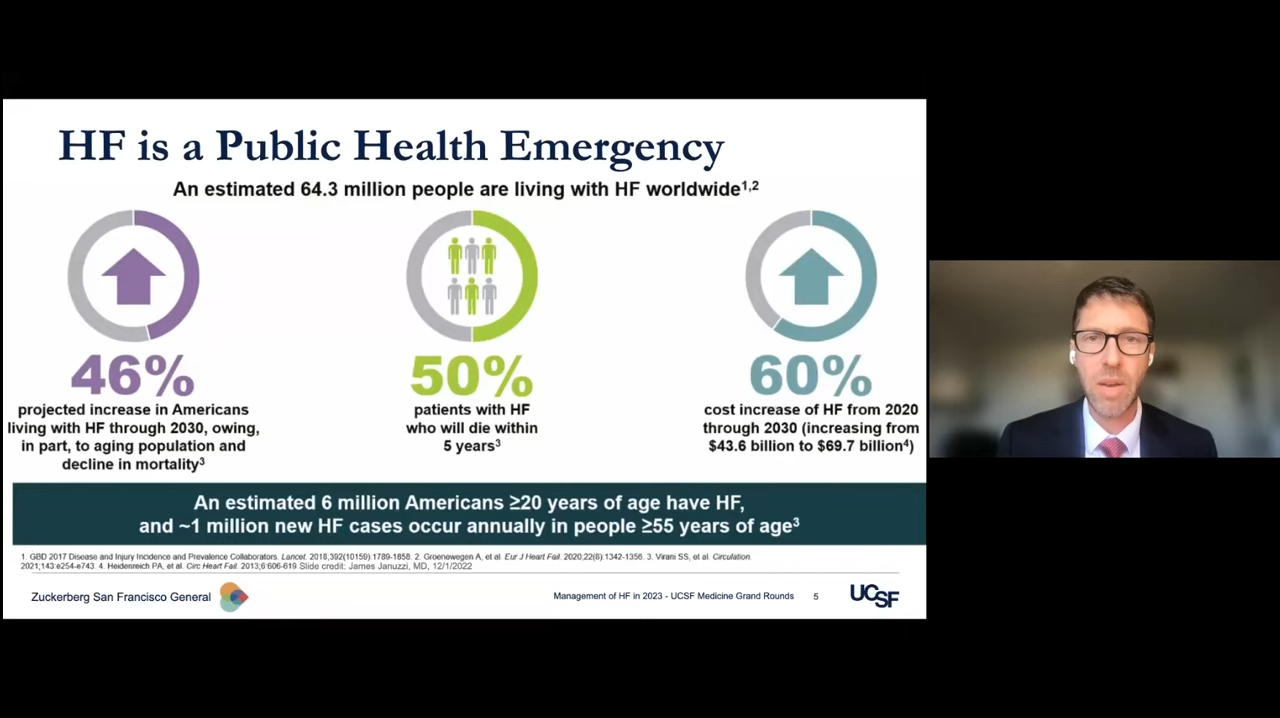 HF is a Public Health Emergency
An estimated 64.3 million people are living with HF worldwide1,2
46%
projected increase in Americans
living with HF through 2030, owing,
in part, to aging population and
decline in mortality3
50%
patients with HF
who will die within
5 years3
60%
cost increase of HF from 2020
through 2030 (increasing from
$43.6 billion to $69.7 billion4)
An estimated 6 million Americans ≥20 years of age have HF,
and ~1 million new HF cases occur annually in people ≥55 years of age3
1. GBD 2017 Disease and Injury Incidence and Prevalence Collaborators. Lancet. 2018;392(10159):1789-1858. 2. Groenewegen A, et al. Eur J Heart Fail. 2020;22(8):1342-1356. 3. Virani SS, et al. Circulation.
2021;143:e254-e743. 4. Heidenreich PA, et al. Circ Heart Fail. 2013;6:606-619. Slide credit: James Januzzi, MD, 12/1/2022
Zuckerberg San Francisco General
Management of HF in 2023 - UCSF Medicine Grand Rounds
5
UCSF